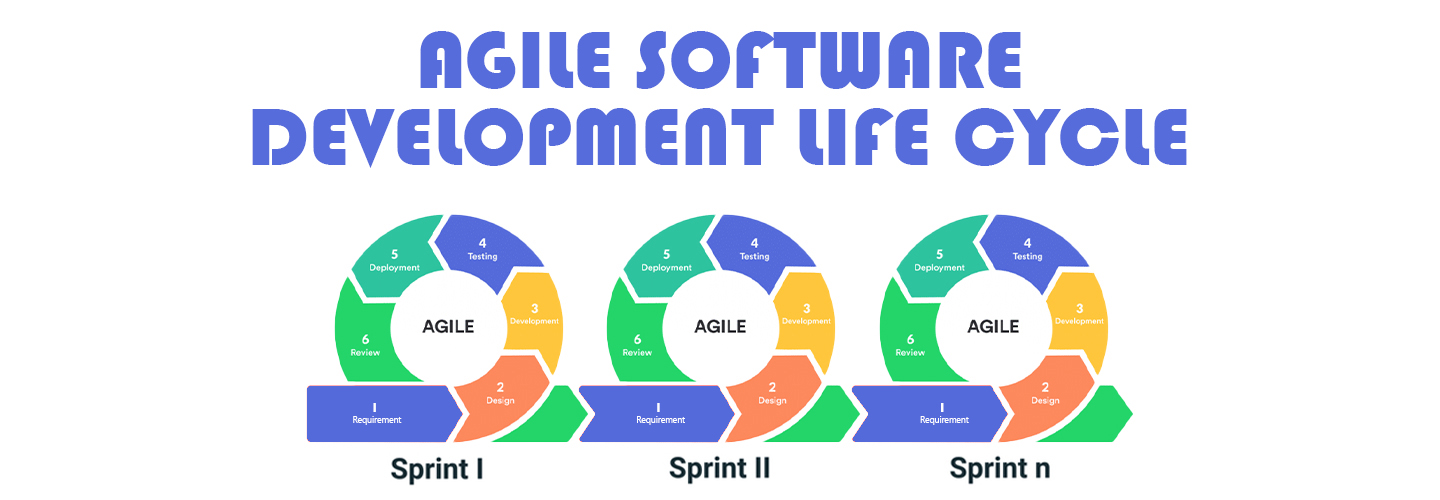 AGILE SOFTWARE
DEVELOPMENT LIFE CYCLE
5
Deployment
4
Testing
3
Development
AGILE
6
Review
2
Design
1
Requirement
Sprint I
5
Deployment
4
Testing
3
Development
AGILE
6
Review
2
Design
1
Requirement
Sprint II
5
Deployment
4
Testing
3
Development
AGILE
6
Review
2
Design
1
Requirement
Sprint n